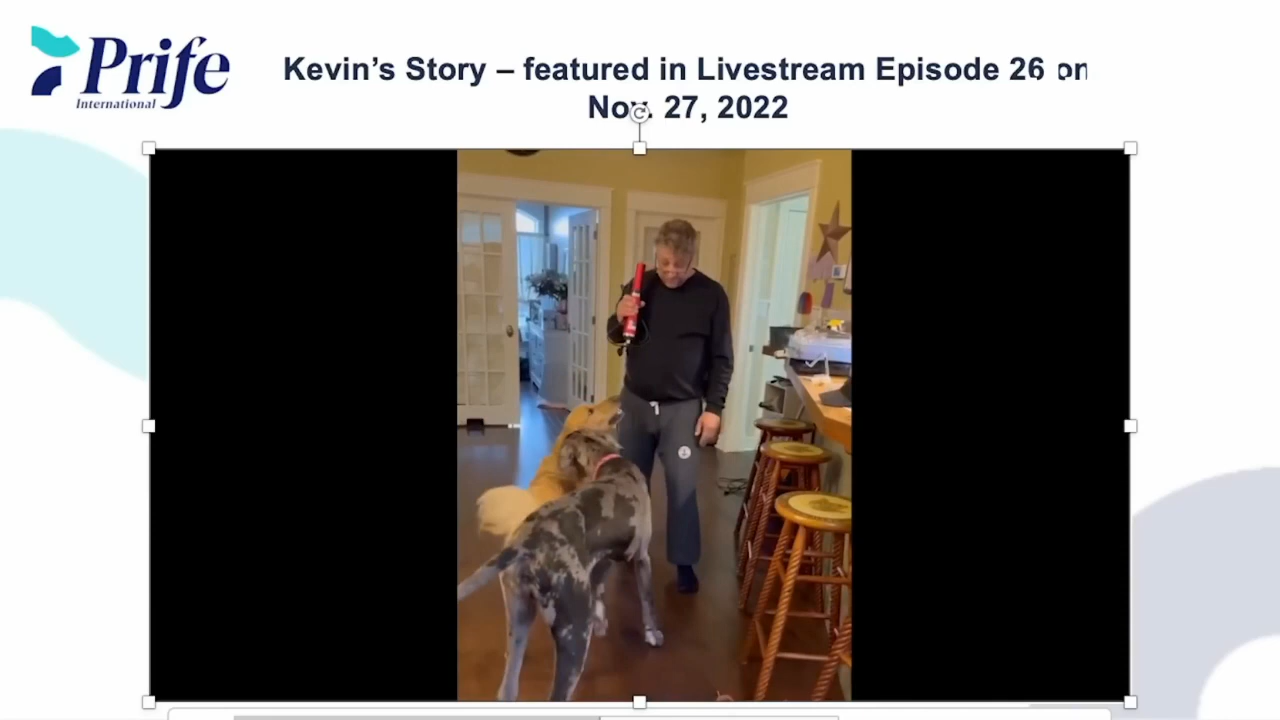 Prife
International
Kevin's Story – featured in Livestream Episode 26 on
Nov. 27, 2022